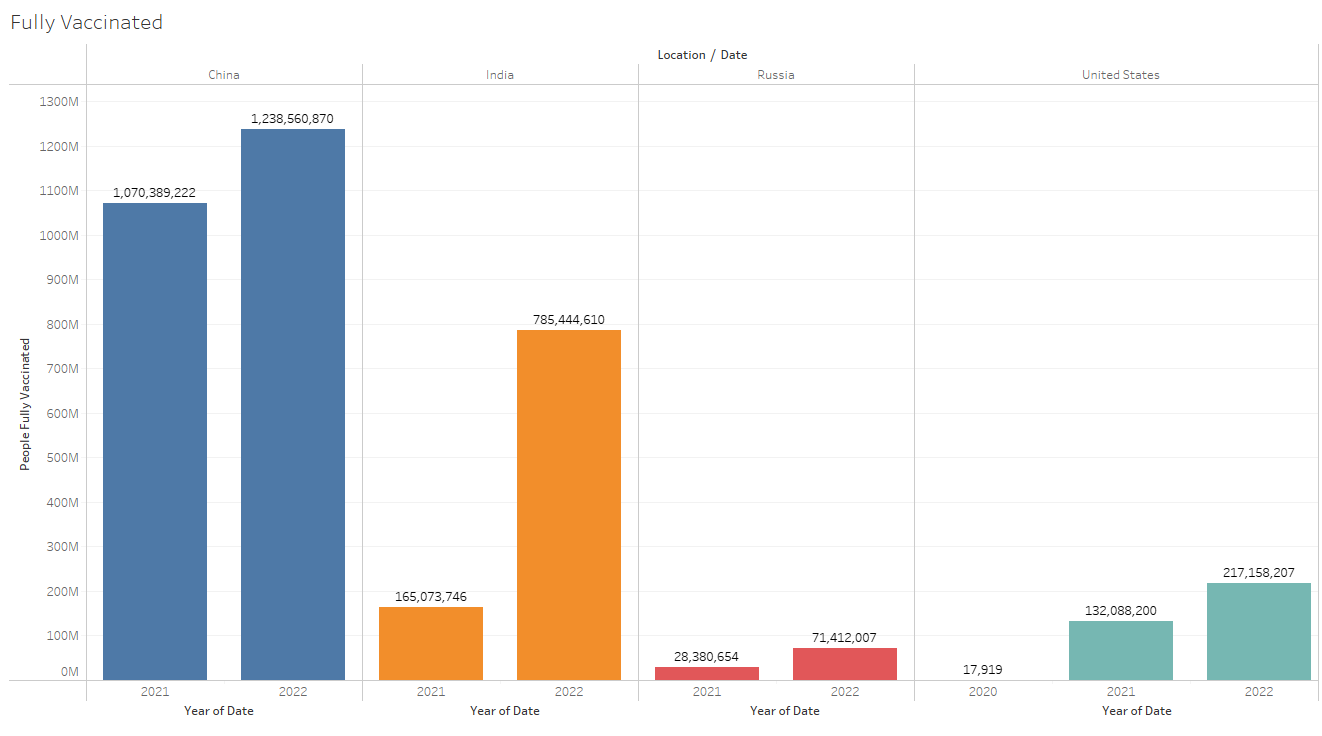 Fully Vaccinated
Location / Date
China
India
Russia
United States
People Fully Vaccinated
1300M
1200M
1100M
1000M
900M
800M
700M
600M
500M
400M
300M
200M
100M
0M
1,070,389,222
1,238,560,870
165,073,746
785,444,610
28,380,654
71,412,007
17,919
132,088,200
217,158,207
2021
2022
2021
2022
2021
2022
2020
2021
2022
Year of Date
Year of Date
Year of Date
Year of Date